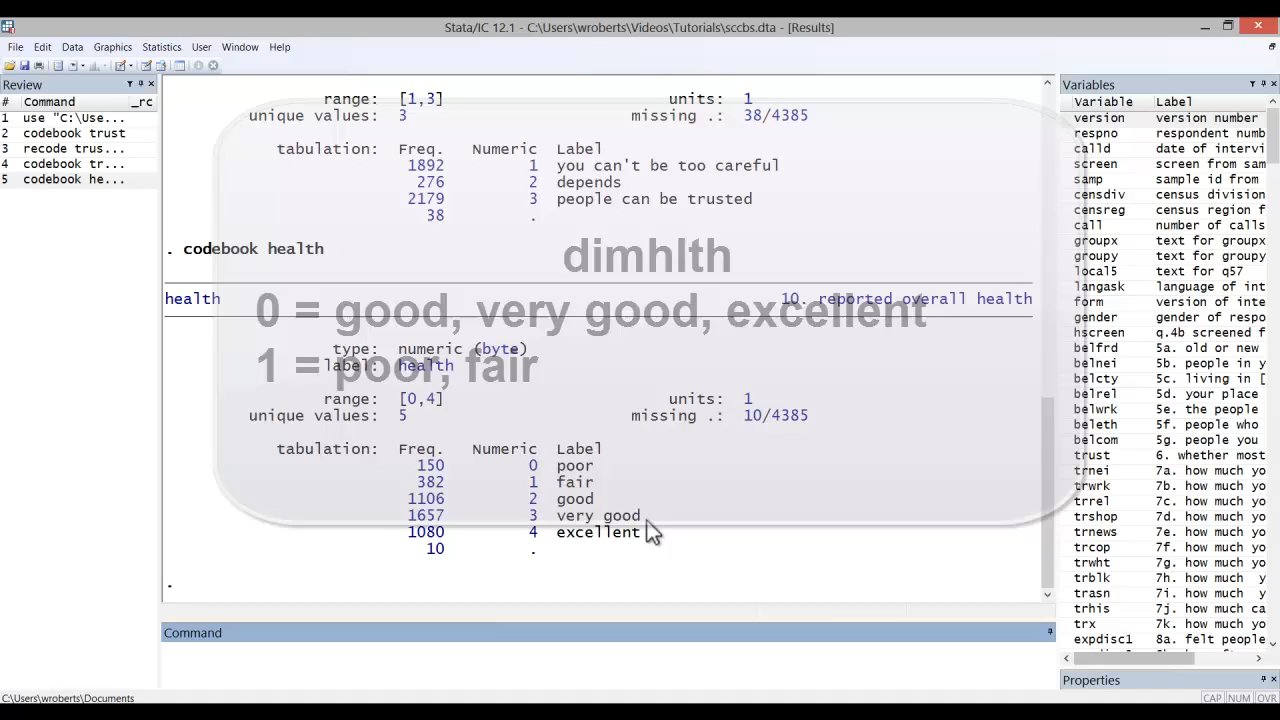 Stata/IC 12.1 - C:\Users\wroberts\Videos\Tutorials\sccbs.dta - [Results]
File Edit Data Graphics Statistics User Window Help
Review
# Command _rc
1 use "C:\Use...
2 codebook trust
3 recode trus...
4 codebook tr...
5 codebook he...
range: [1,3] units: 1
unique values: 3 missing .: 38/4385
tabulation: Freq. Numeric Label
1892 1 you can't be too careful
276 2 depends
2179 3 people can be trusted
38 .
. codebook health
health 10. reported overall health
type: numeric (byte)
label: health
range: [0,4] units: 1
unique values: 5 missing .: 10/4385
tabulation: Freq. Numeric Label
150 0 poor
382 1 fair
1106 2 good
1657 3 very good
1080 4 excellent
10 .
.
dimhlth
0 = good, very good, excellent
1 = poor, fair
Command
Variables
Variable Label
version version number
respno respondent numb
calld date of intervi
screen screen from sam
samp sample id from
censdiv census division
censreg census region f
call number of calls
groupx text for groupx
groupy text for groupy
local5 text for q57
langask language of int
form version of inte
gender gender of respo
hscreen q.4b screened f
belfrd 5a. old or new
belnei 5b. people in y
belcty 5c. living in [
belrel 5d. your place
belwrk 5e. the people
beleth 5f. people who
belcom 5g. people you
trust 6. whether most
trnei 7a. how much yo
trwrk 7b. how much yo
trrel 7c. how much yo
trshop 7d. how much yo
trnews 7e. how much yo
trcop 7f. how much yo
trwht 7g. how much yo
trblk 7h. how much y
trasn 7i. how much y
trhis 7j. how much ca
trx 7k. how much yo
expdisc1 8a. felt people
Properties
C:\Users\wroberts\Documents
CAP NUM OVR